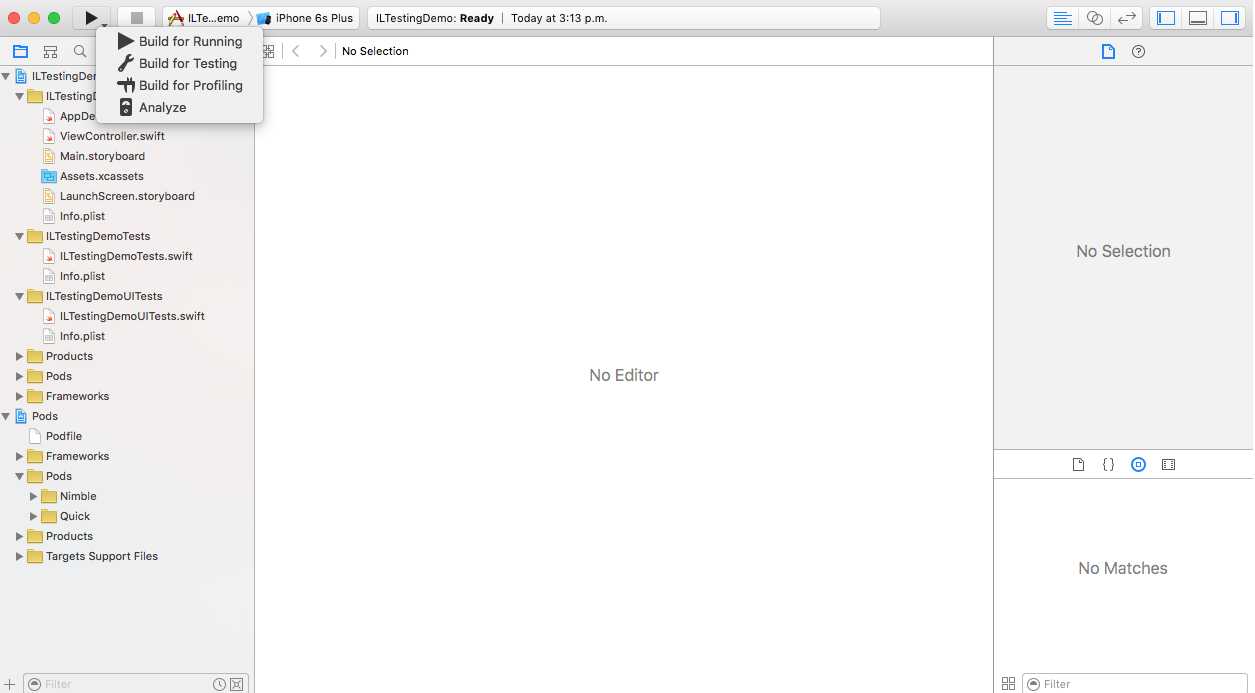 ILTe...emo
iPhone 6s Plus
ILTestingDemo: Ready | Today at 3:13 p.m.
Build for Running
Build for Testing
Build for Profiling
Analyze
No Selection
ILTestingDem
ILTestingD
AppDe
ViewController.swift
Main.storyboard
Assets.xcassets
LaunchScreen.storyboard
Info.plist
ILTestingDemoTests
ILTestingDemoTests.swift
Info.plist
ILTestingDemoUITests
ILTestingDemoUITests.swift
Info.plist
Products
Pods
Frameworks
Pods
Podfile
Frameworks
Pods
Nimble
Quick
Products
Targets Support Files
Filter
No Editor
No Selection
No Matches
Filter